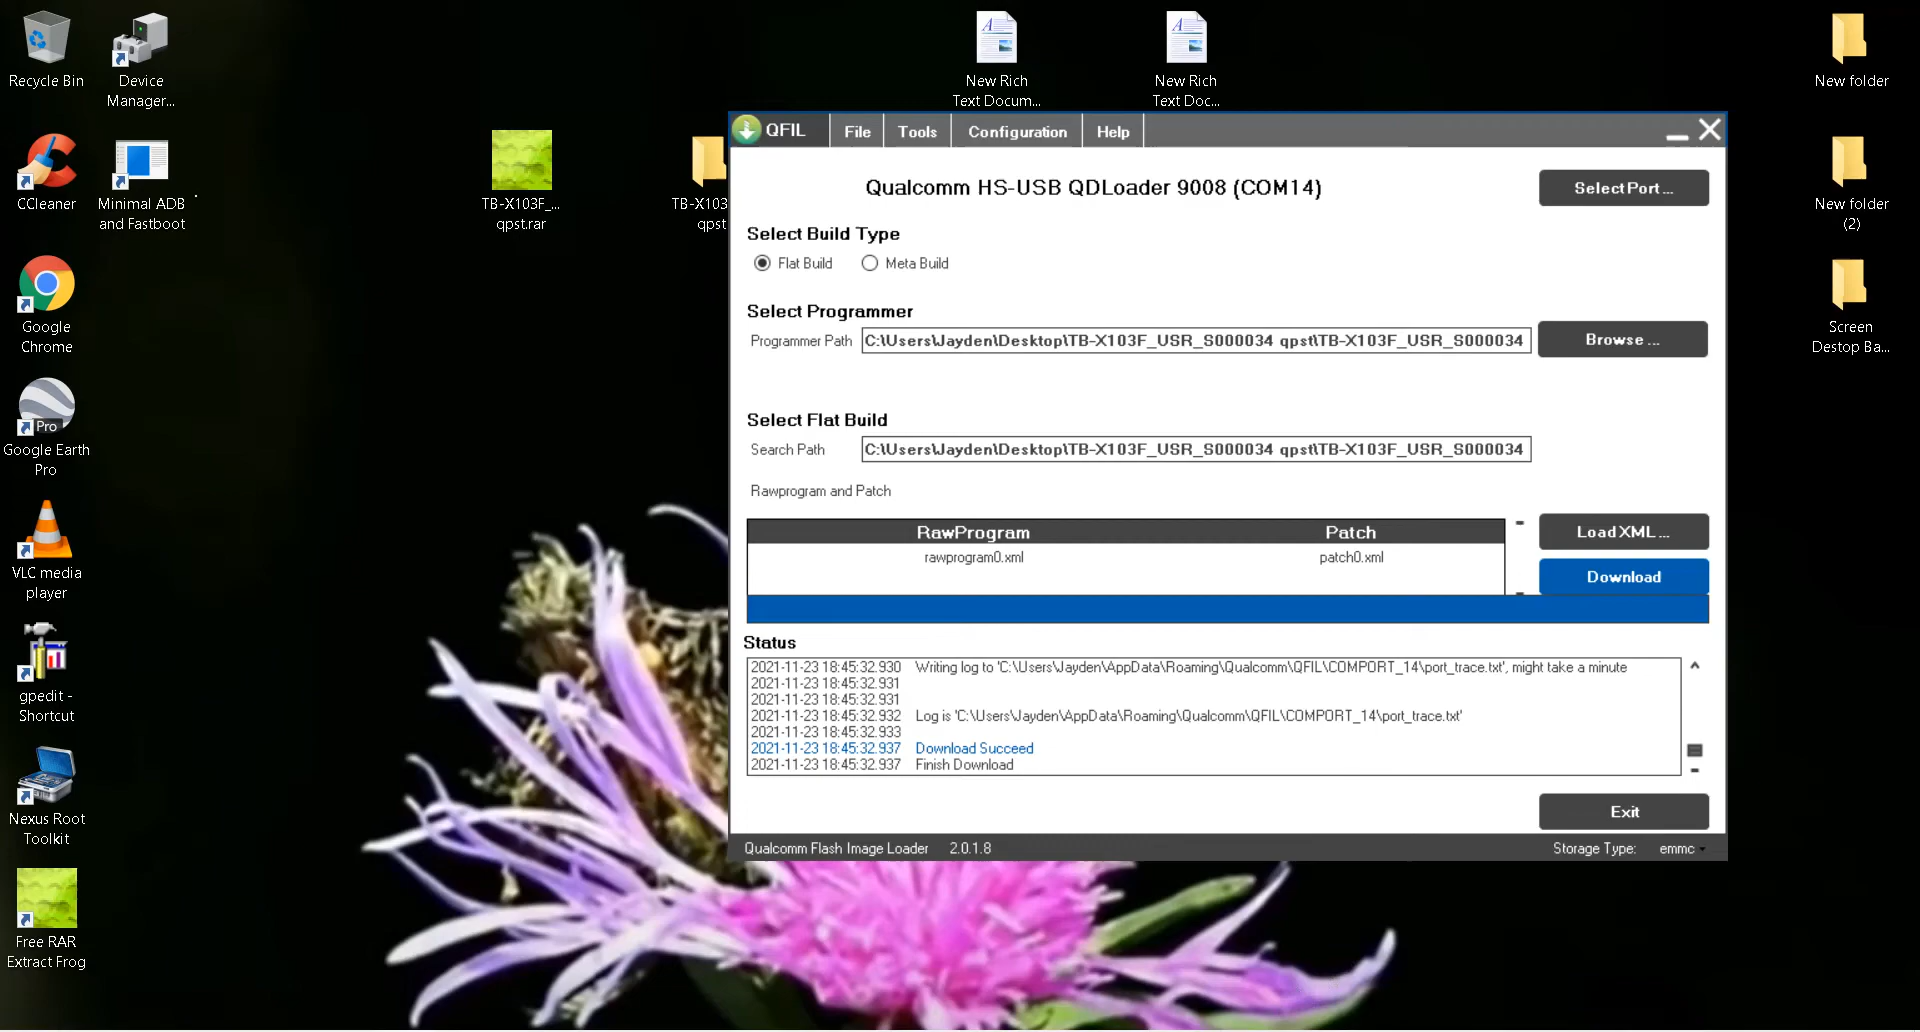 Recycle Bin
Device
Manager...
CCleaner
Minimal ADB
and Fastboot
Google
Chrome
Pro
Google Earth
Pro
VLC media
player
gpedit -
Shortcut
Nexus Root
Toolkit
Free RAR
Extract Frog
TB-X103F_...
qpst.rar
TB-X103
qpst
New Rich
Text Docum...
New Rich
Text Doc...
New folder
New folder
(2)
Screen
Destop Ba...
QFIL
File
Tools
Configuration
Help
Qualcomm HS-USB QDLoader 9008 (COM14)
Select Port ...
Select Build Type
Flat Build
Meta Build
Select Programmer
Programmer Path
C:\Users\Jayden\Desktop\TB-X103F_USR_S000034 qpst\TB-X103F_USR_S000034
Browse ...
Select Flat Build
Search Path
C:\Users\Jayden\Desktop\TB-X103F_USR_S000034 qpst\TB-X103F_USR_S000034
Rawprogram and Patch
RawProgram
Patch
Load XML ...
rawprogram0.xml
patch0.xml
Download
Status
2021-11-23 18:45:32.930 Writing log to 'C:\Users\Jayden\AppData\Roaming\Qualcomm\QFIL\COMPORT_14\port_trace.txt', might take a minute
2021-11-23 18:45:32.931
2021-11-23 18:45:32.931
2021-11-23 18:45:32.932 Log is 'C:\Users\Jayden\AppData\Roaming\Qualcomm\QFIL\COMPORT_14\port_trace.txt'
2021-11-23 18:45:32.933
2021-11-23 18:45:32.937 Download Succeed
2021-11-23 18:45:32.937 Finish Download
Exit
Qualcomm Flash Image Loader 2.0.1.8
Storage Type: emmc